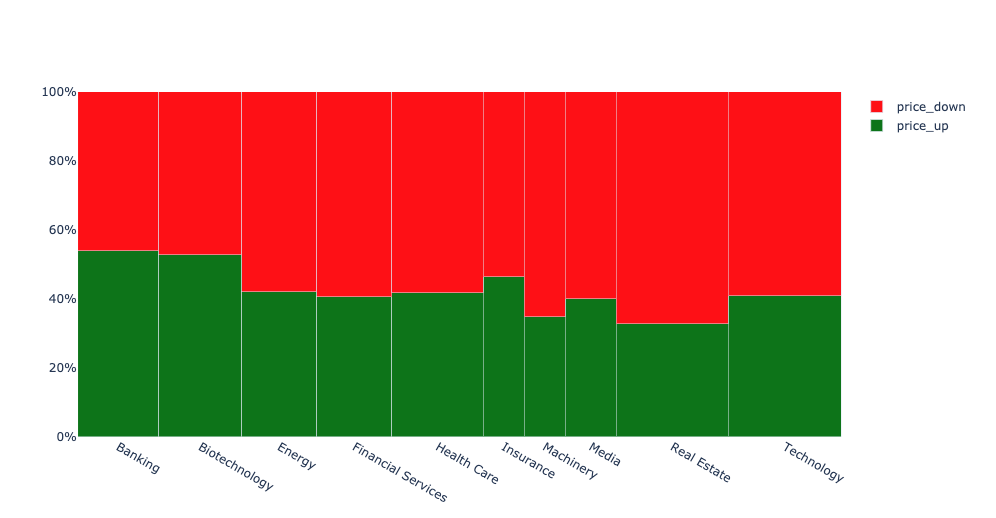 100%
80%
60%
40%
20%
0%
Banking
Biotechnology
Energy
Financial Services
Health Care
Insurance
Machinery
Media
Real Estate
Technology
price_down
price_up